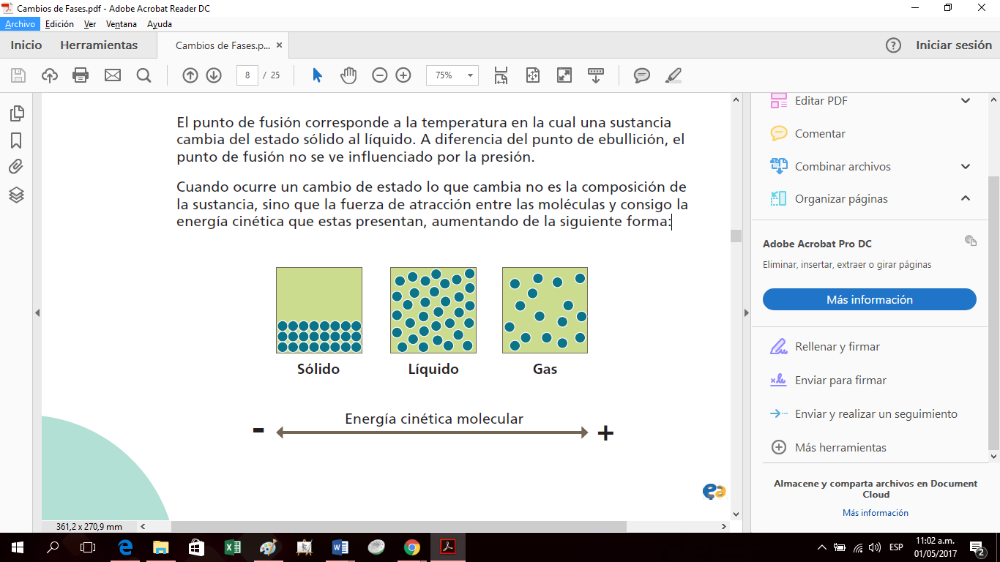 Cambios de Fases.pdf - Adobe Acrobat Reader DC
Archivo Edición Ver Ventana Ayuda
Inicio Herramientas Cambios de Fases.p... × Iniciar sesión
8 / 25 75%
El punto de fusión corresponde a la temperatura en la cual una sustancia
cambia del estado sólido al líquido. A diferencia del punto de ebullición, el
punto de fusión no se ve influenciado por la presión.
Cuando ocurre un cambio de estado lo que cambia no es la composición de
la sustancia, sino que la fuerza de atracción entre las moléculas y consigo la
energía cinética que estas presentan, aumentando de la siguiente forma:
Sólido Líquido Gas
Energía cinética molecular
- +
ea
361,2 x 270,9 mm
Editar PDF
Comentar
Combinar archivos
Organizar páginas
Adobe Acrobat Pro DC
Eliminar, insertar, extraer o girar páginas
Más información
Rellenar y firmar
Enviar para firmar
Enviar y realizar un seguimiento
Más herramientas
Almacene y comparta archivos en Document
Cloud
Más información
ESP 11:02 a.m.
01/05/2017 2